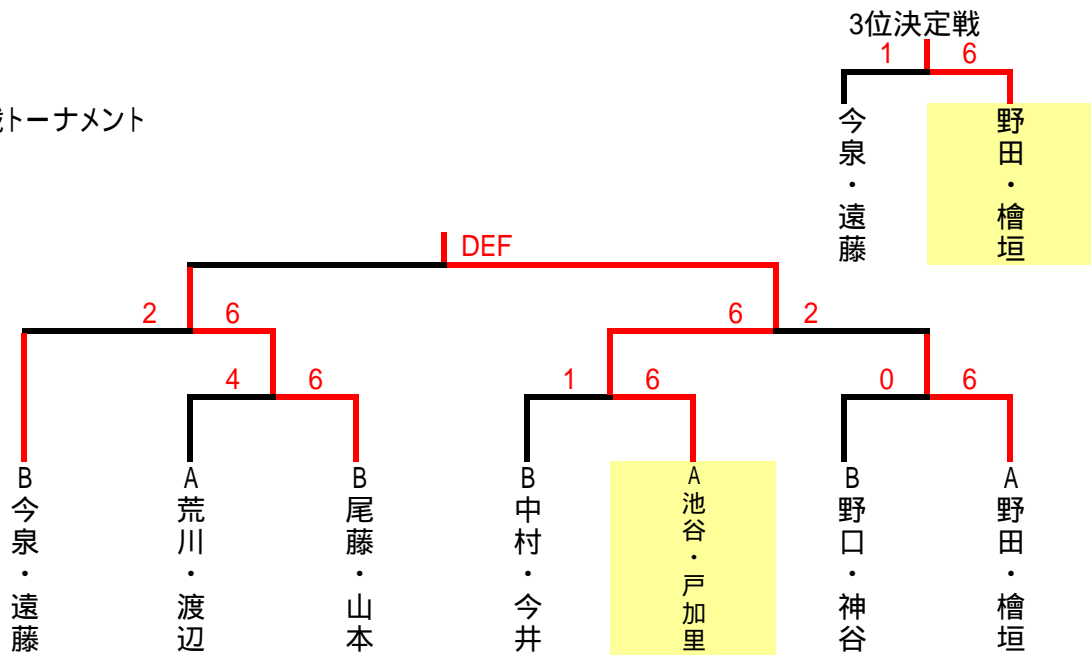 3位決定戦
1 6
トーナメント
今泉・遠藤
野田・檜垣
DEF
2 6
6 2
4 6
1 6
0 6
B
今泉・遠藤
A
荒川・渡辺
B
尾藤・山本
B
中村・今井
A
池谷・戸加里
B
野口・神谷
A
野田・檜垣